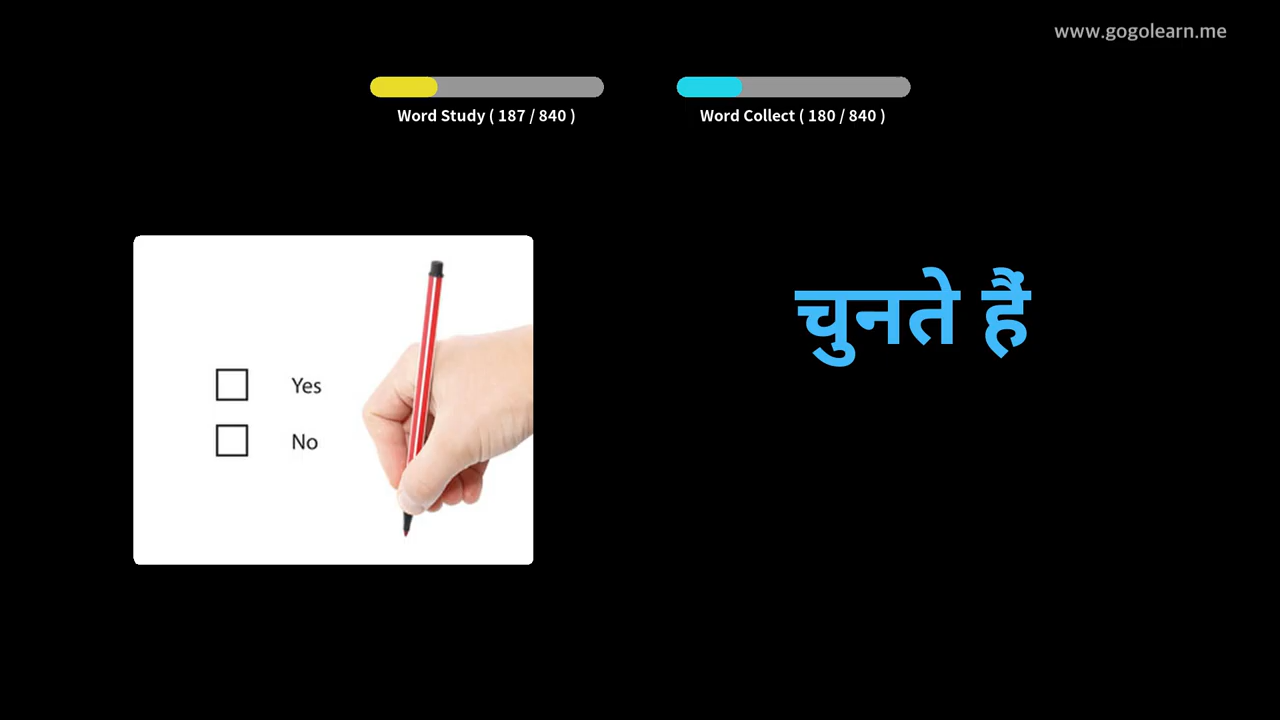 www.gogolearn.me
Word Study ( 187 / 840 )
Word Collect ( 180 / 840 )
चुनते हैं
Yes
No